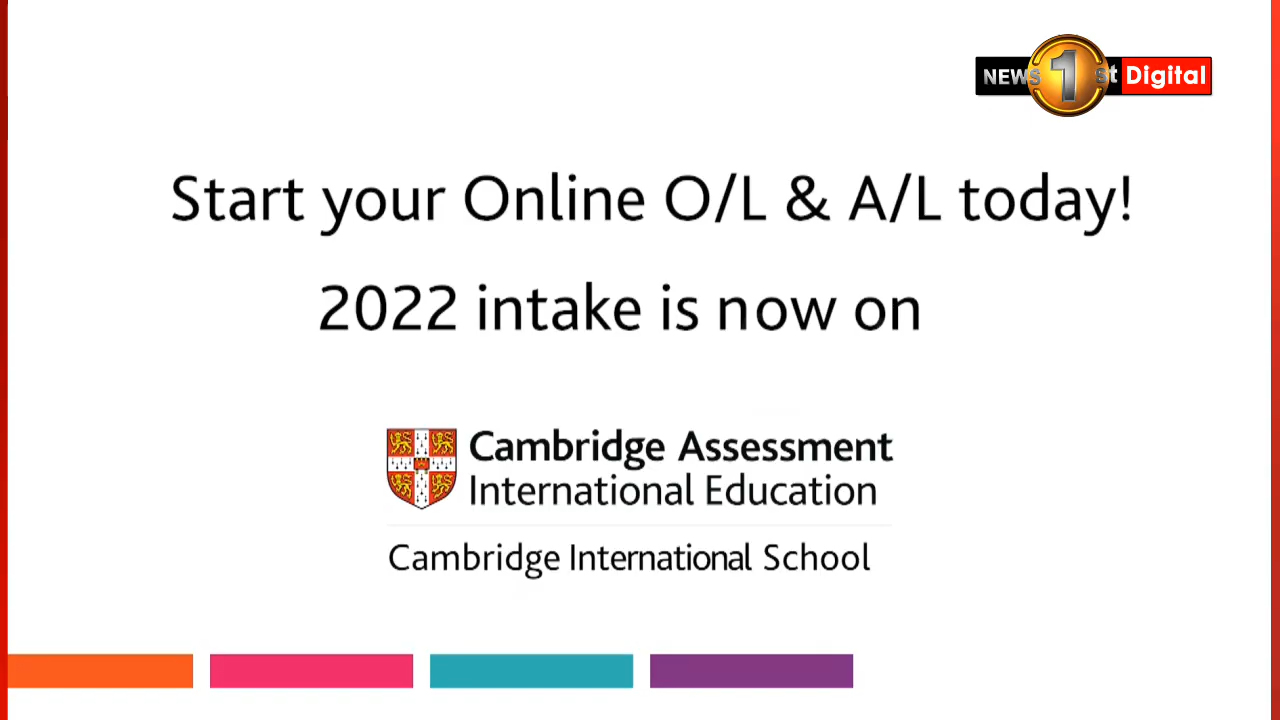 NEWS 1st Digital
Start your Online O/L & A/L today!
2022 intake is now on
Cambridge Assessment
International Education
Cambridge International School